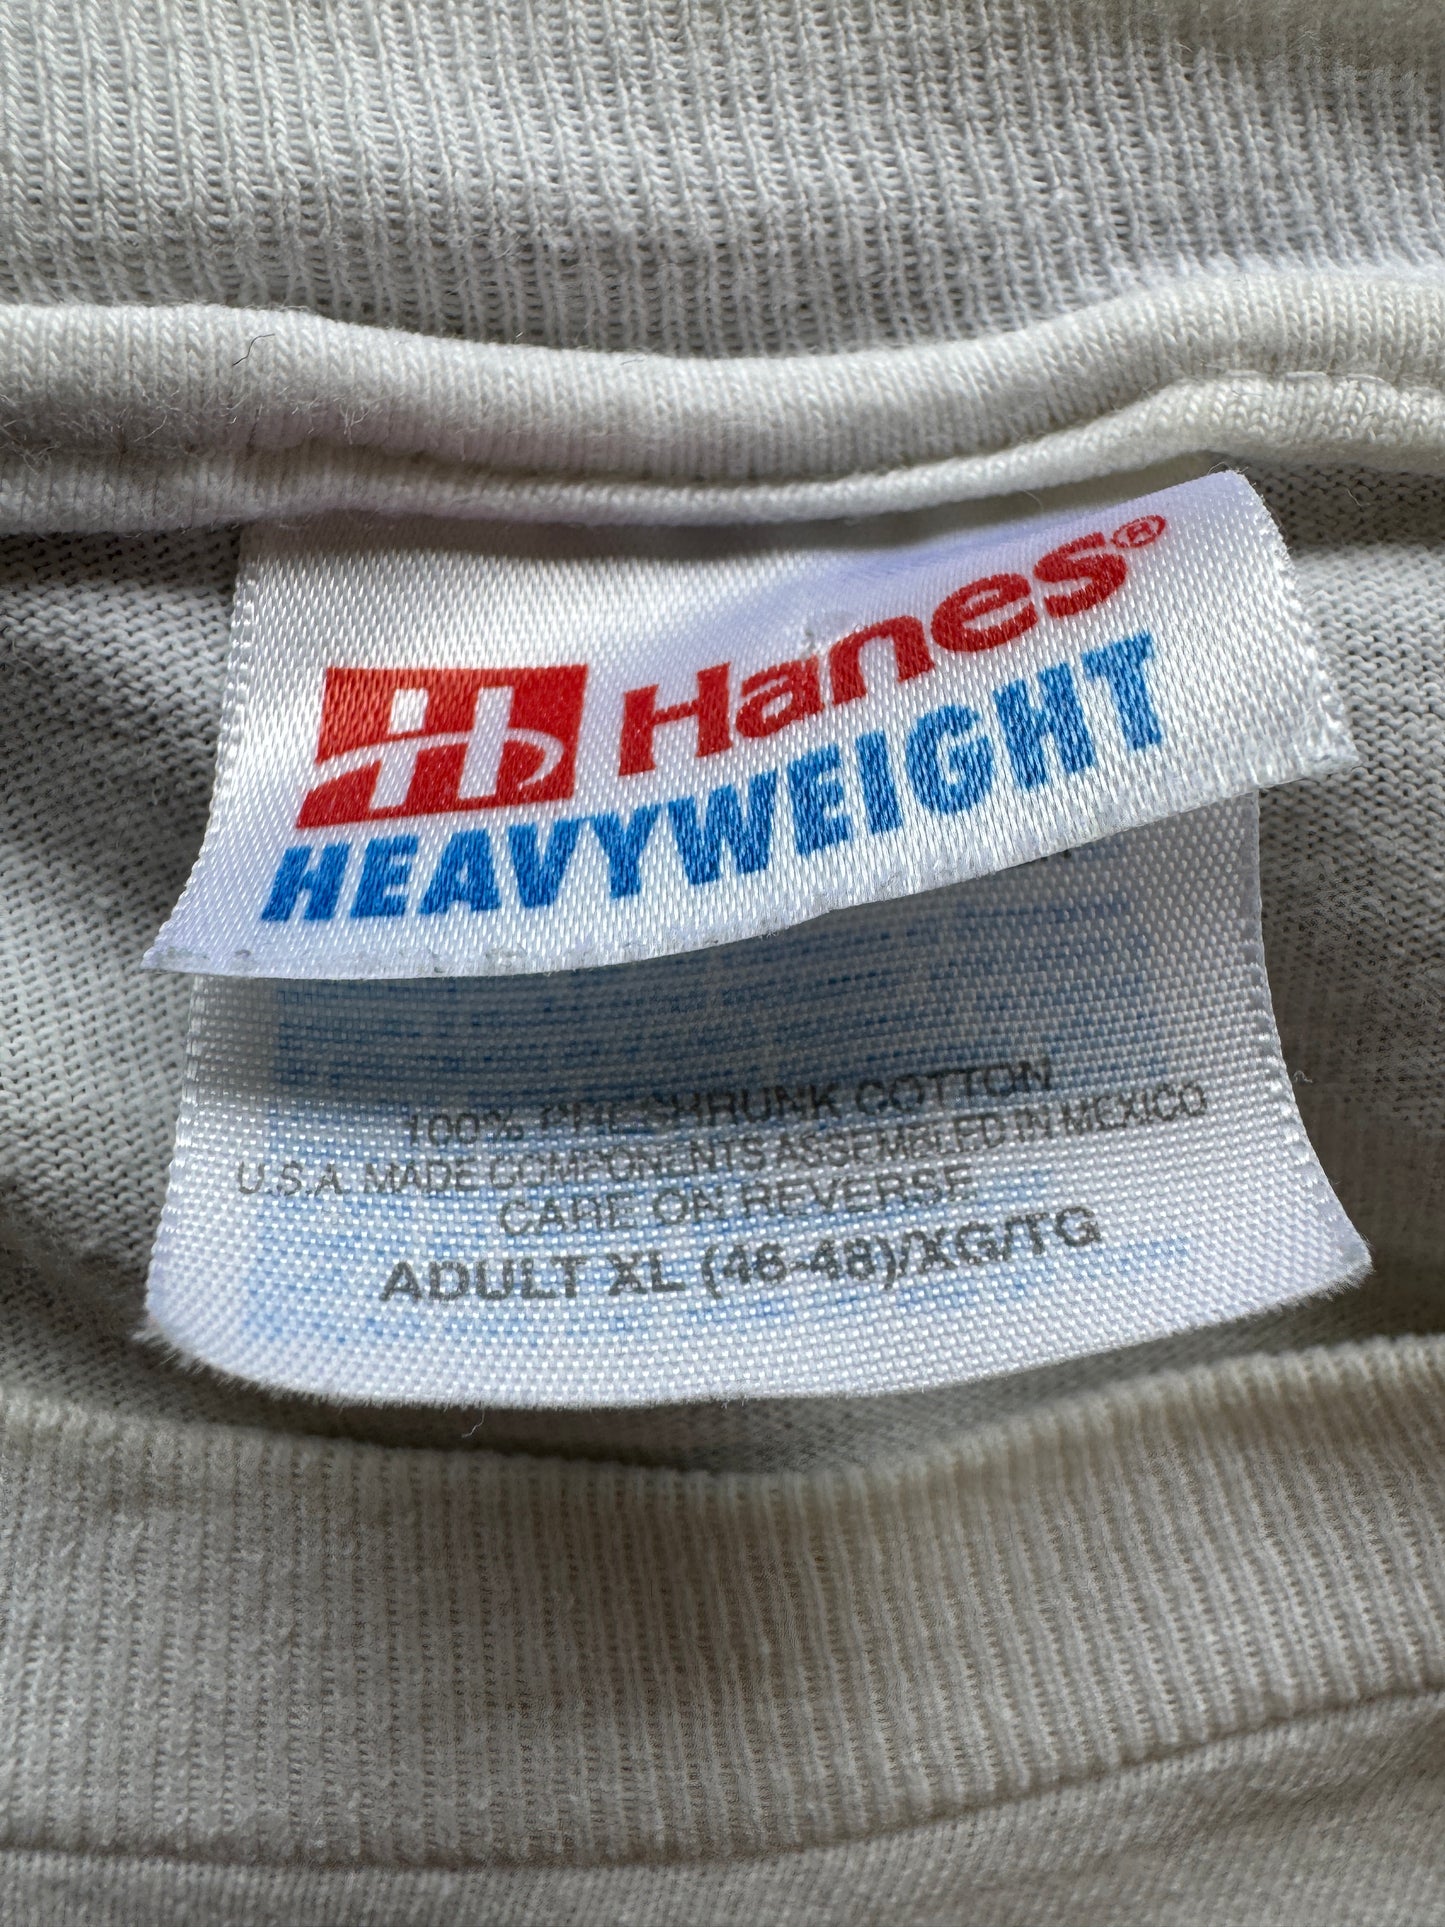 Hanes®
HEAVYWEIGHT
100% PRESHRUNK COTTON
U.S.A. MADE COMPONENTS ASSEMBLED IN MEXICO
CARE ON REVERSE
ADULT XL (46-48)/XG/TG